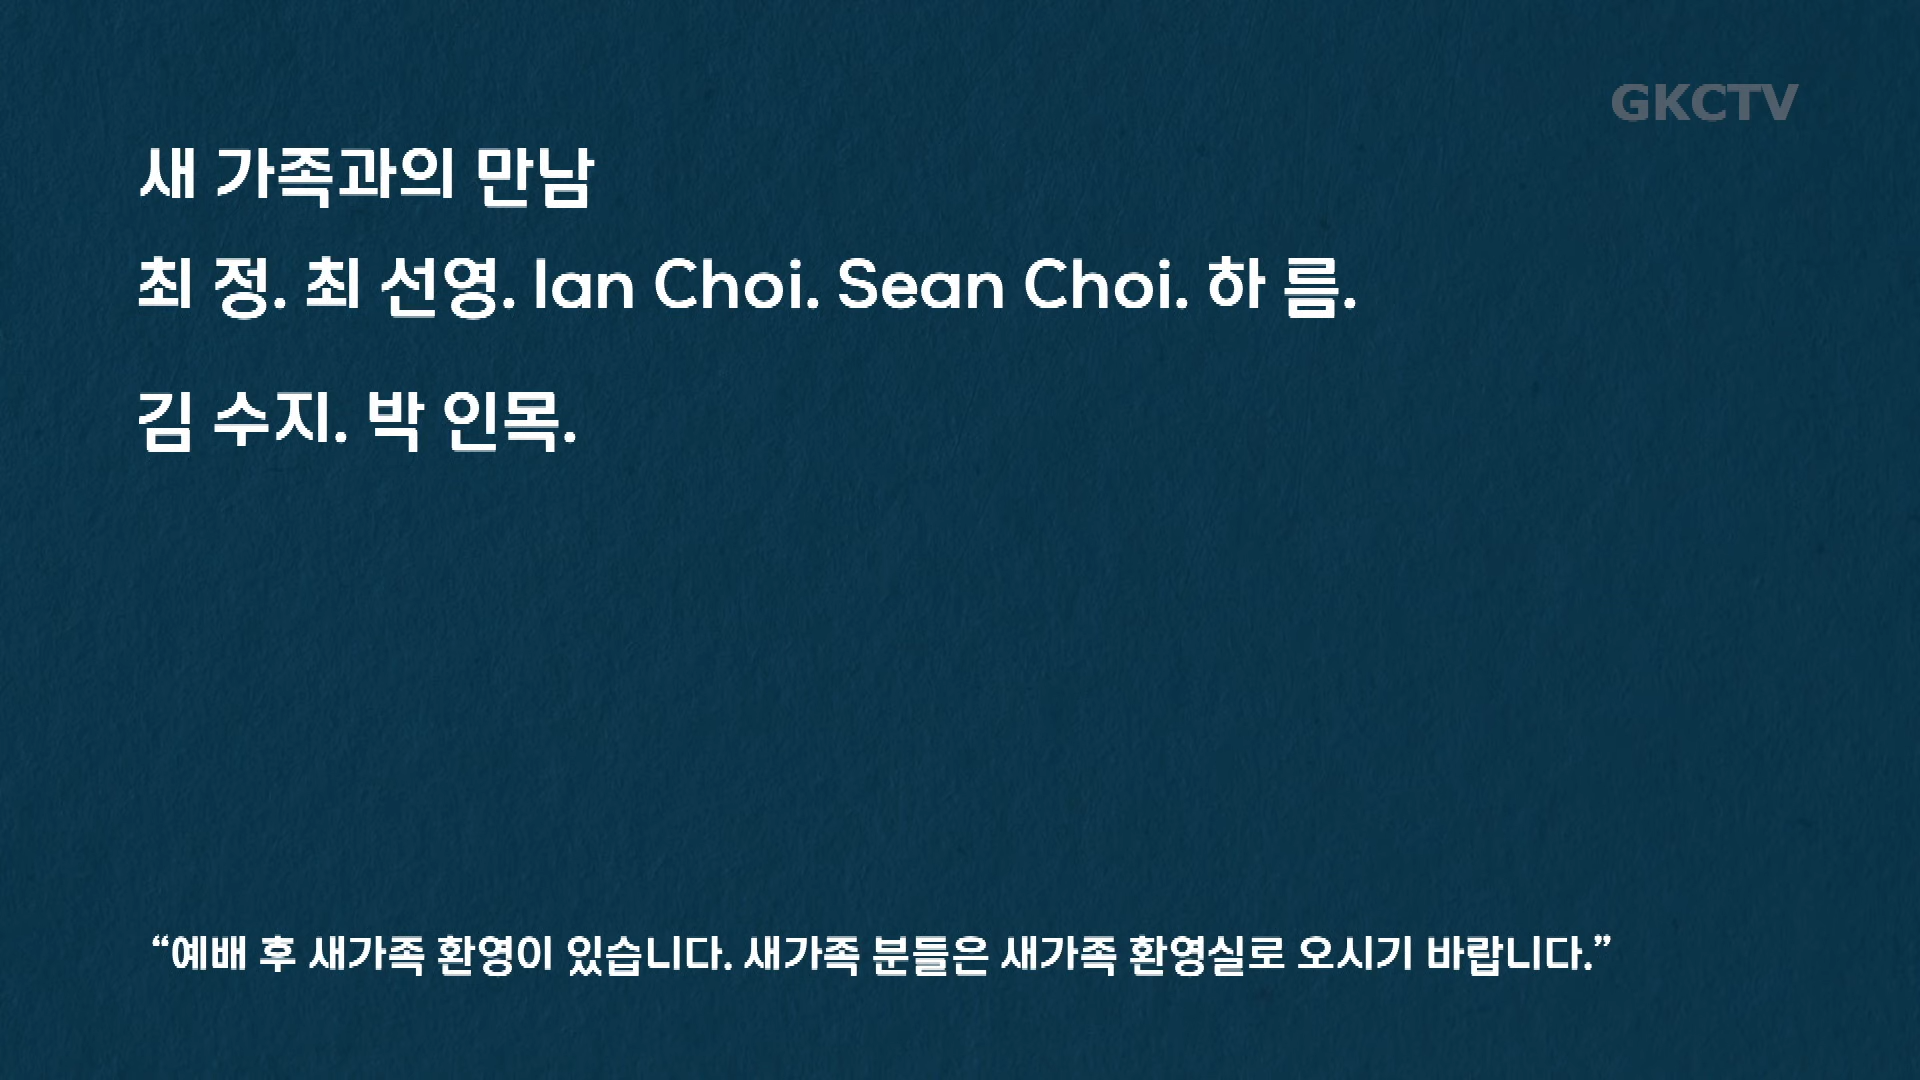 GKCTV
새 가족과의 만남
최 정. 최 선영. Ian Choi. Sean Choi. 하 름.
김 수지. 박 인목.
“예배 후 새가족 환영이 있습니다. 새가족 분들은 새가족 환영실로 오시기 바랍니다.”